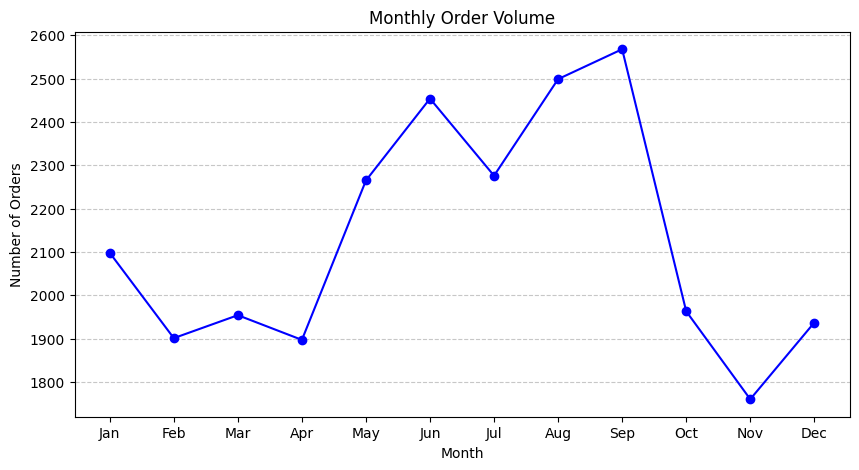 Monthly Order Volume
Number of Orders
2600
2500
2400
2300
2200
2100
2000
1900
1800
Jan Feb Mar Apr May Jun Jul Aug Sep Oct Nov Dec
Month